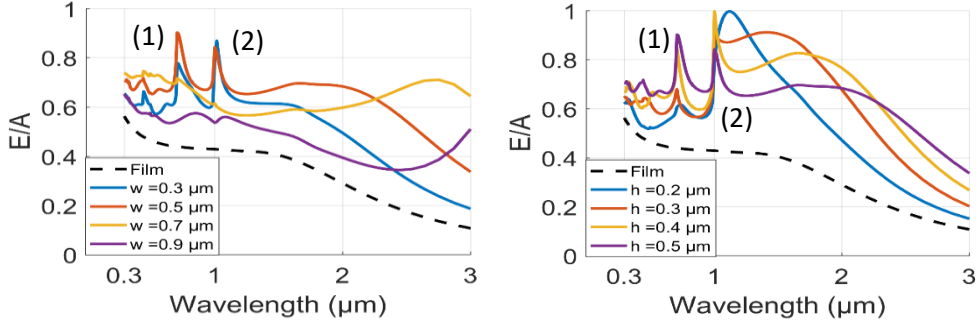 1
0.8
0.6
0.4
0.2
0
E/A
(1)
(2)
Film
w =0.3 µm
w =0.5 µm
w =0.7 µm
w =0.9 µm
0.3
1
2
3
Wavelength (µm)
1
0.8
0.6
0.4
0.2
0
E/A
(1)
(2)
Film
h =0.2 µm
h =0.3 µm
h =0.4 µm
h =0.5 µm
0.3
1
2
3
Wavelength (µm)